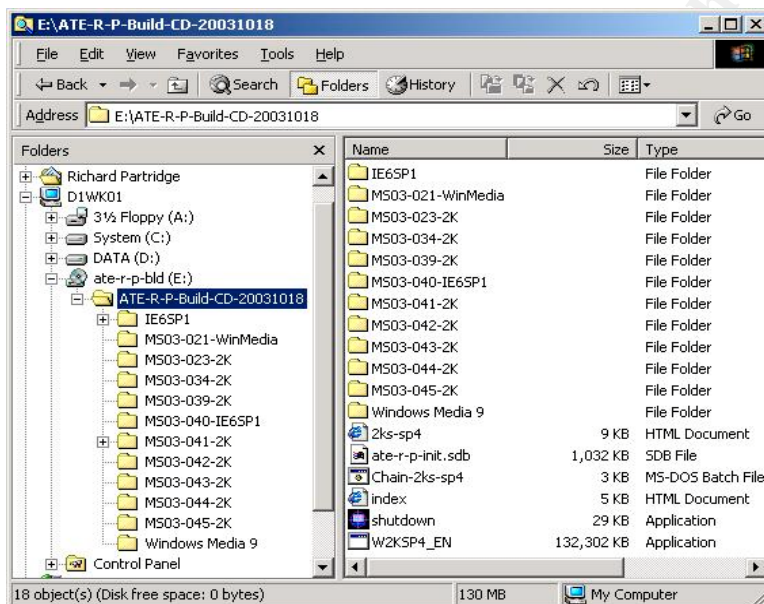 E:\ATE-R-P-Build-CD-20031018
File Edit View Favorites Tools Help
Back Search Folders History
Address E:\ATE-R-P-Build-CD-20031018 Go
Folders
Richard Partridge
D1WK01
3½ Floppy (A:)
System (C:)
DATA (D:)
ate-r-p-bld (E:)
ATE-R-P-Build-CD-20031018
IE6SP1
MS03-021-WinMedia
MS03-023-2K
MS03-034-2K
MS03-039-2K
MS03-040-IE6SP1
MS03-041-2K
MS03-042-2K
MS03-043-2K
MS03-044-2K
MS03-045-2K
Windows Media 9
Control Panel
Name Size Type
IE6SP1 File Folder
MS03-021-WinMedia File Folder
MS03-023-2K File Folder
MS03-034-2K File Folder
MS03-039-2K File Folder
MS03-040-IE6SP1 File Folder
MS03-041-2K File Folder
MS03-042-2K File Folder
MS03-043-2K File Folder
MS03-044-2K File Folder
MS03-045-2K File Folder
Windows Media 9 File Folder
2ks-sp4 9 KB HTML Document
ate-r-p-init.sdb 1,032 KB SDB File
Chain-2ks-sp4 3 KB MS-DOS Batch File
index 5 KB HTML Document
shutdown 29 KB Application
W2KSP4_EN 132,302 KB Application
18 object(s) (Disk free space: 0 bytes) 130 MB My Computer